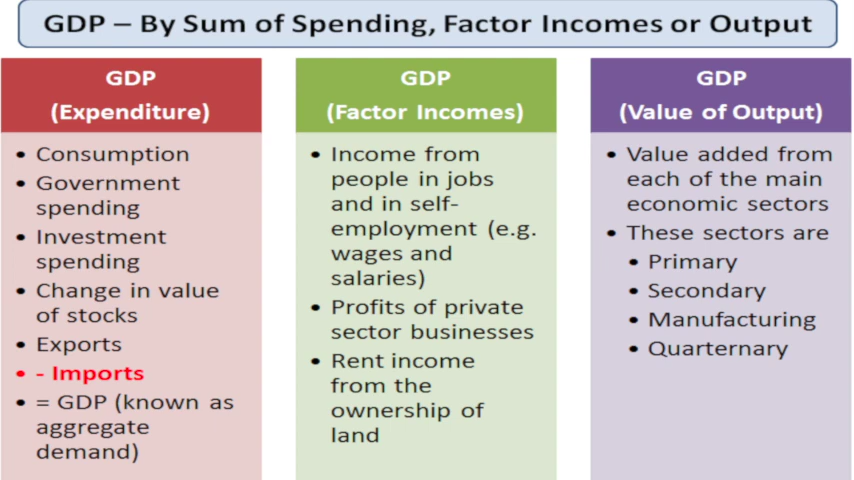 GDP – By Sum of Spending, Factor Incomes or Output
GDP
(Expenditure)
• Consumption
• Government
spending
• Investment
spending
• Change in value
of stocks
• Exports
• - Imports
• = GDP (known as
aggregate
demand)
GDP
(Factor Incomes)
• Income from
people in jobs
and in self-
employment (e.g.
wages and
salaries)
• Profits of private
sector businesses
• Rent income
from the
ownership of
land
GDP
(Value of Output)
• Value added from
each of the main
economic sectors
• These sectors are
• Primary
• Secondary
• Manufacturing
• Quarternary